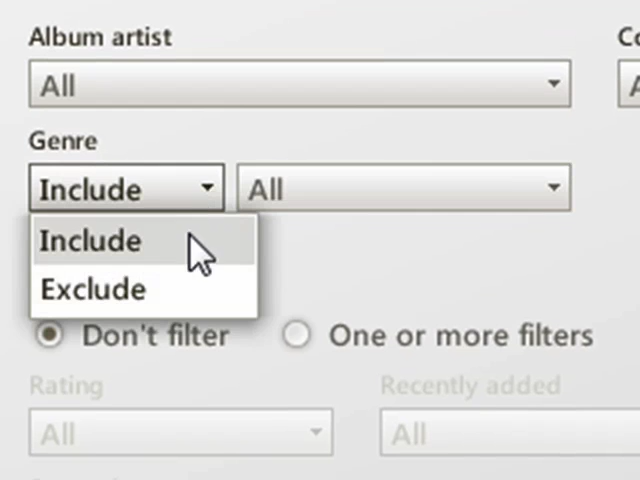 Album artist
All
Genre
Include All
Include
Exclude
Don't filter One or more filters
Rating Recently added
All All